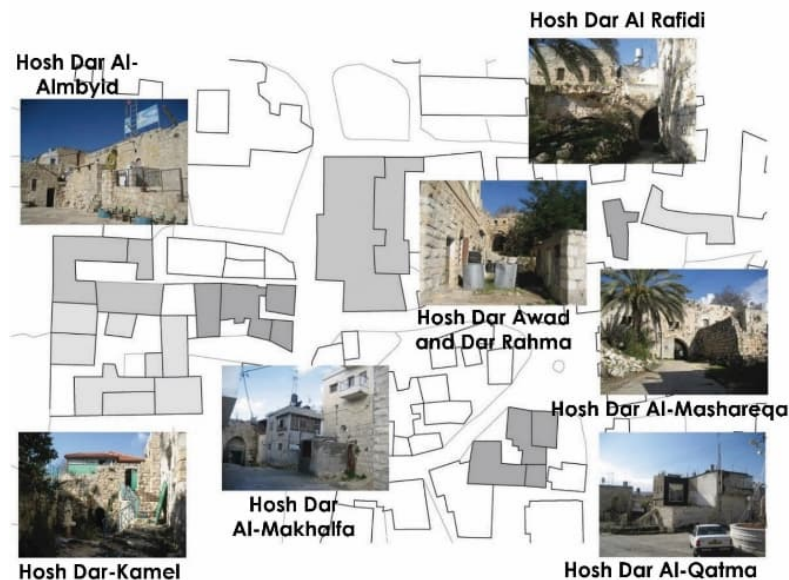 Hosh Dar Al Rafidi
Hosh Dar Al-
Almbyid
Hosh Dar Awad
and Dar Rahma
Hosh Dar Al-Mashareqa
Hosh Dar
Al-Makhalfa
Hosh Dar-Kamel
Hosh Dar Al-Qatma